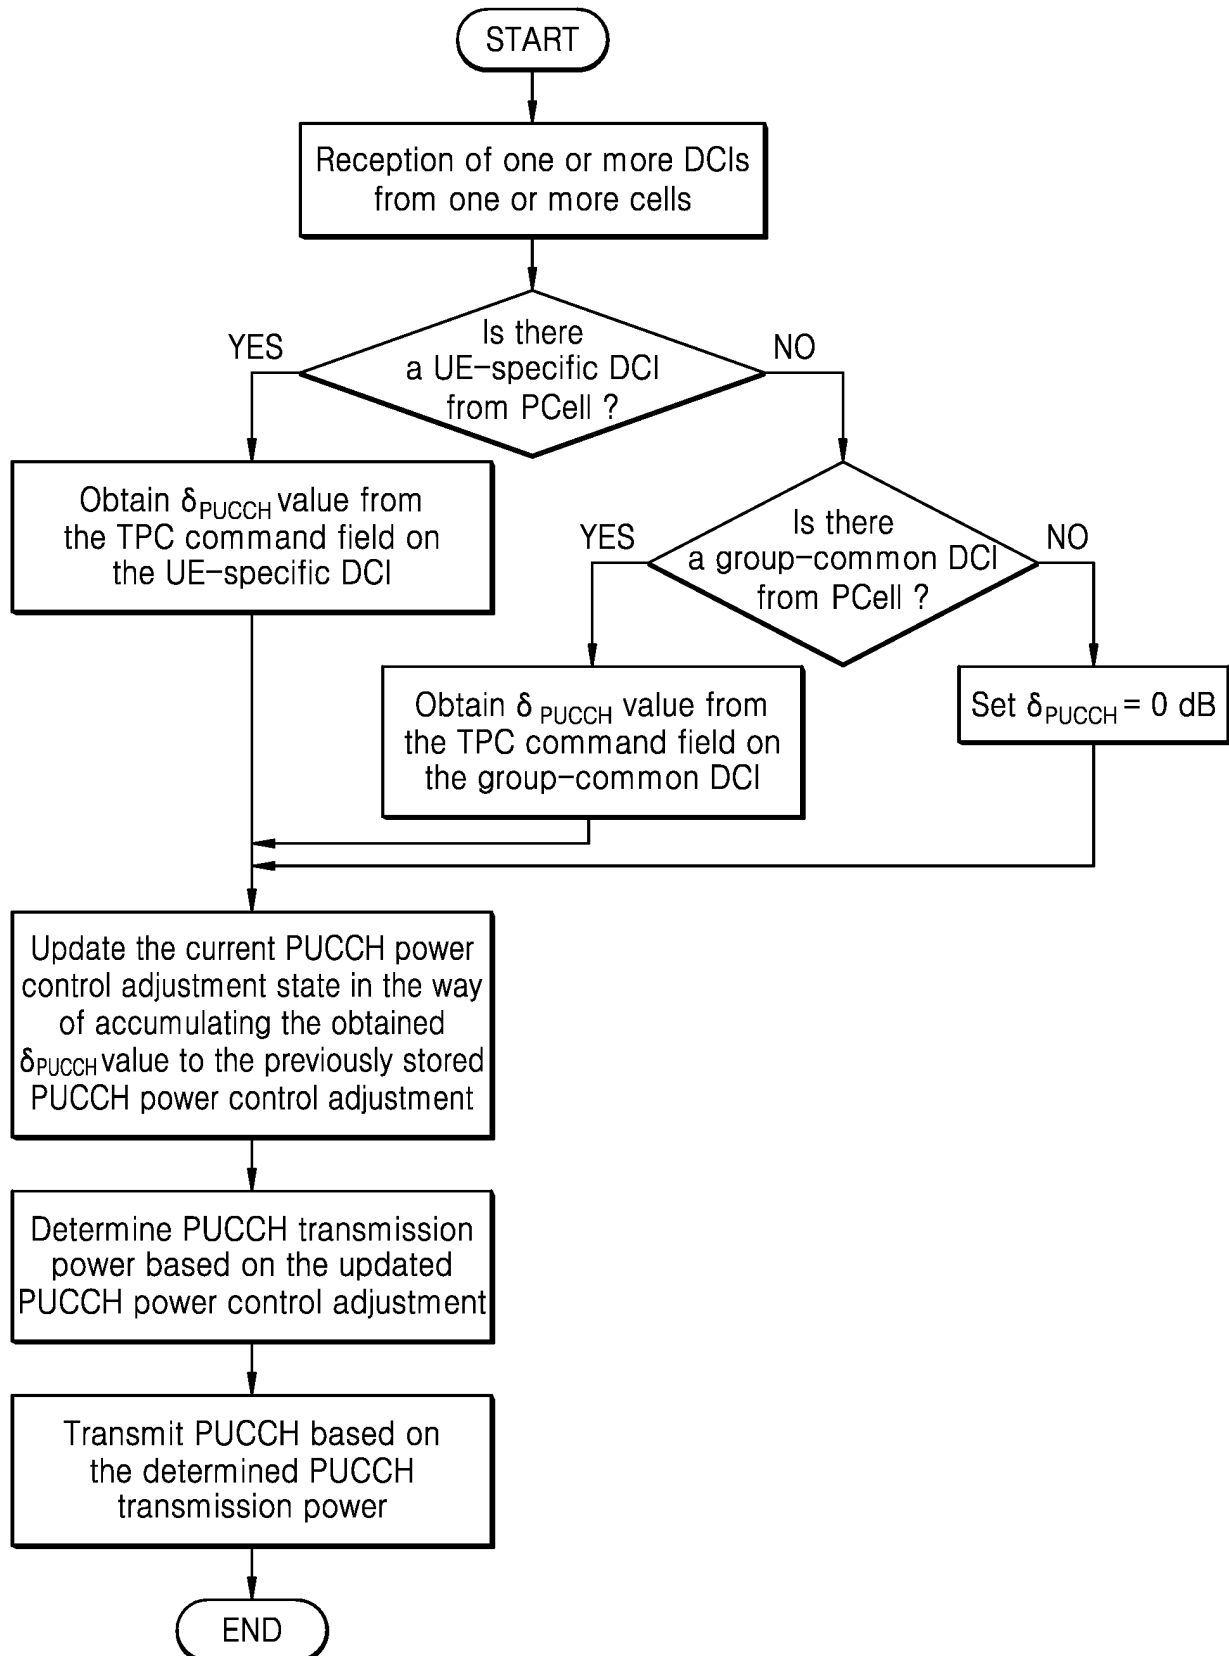 START
Reception of one or more DCIs
from one or more cells
Is there
a UE-specific DCI
from PCell ?
YES
NO
Obtain δPUCCH value from
the TPC command field on
the UE-specific DCI
Is there
a group-common DCI
from PCell ?
YES
NO
Obtain δ PUCCH value from
the TPC command field on
the group-common DCI
Set δPUCCH = 0 dB
Update the current PUCCH power
control adjustment state in the way
of accumulating the obtained
δPUCCH value to the previously stored
PUCCH power control adjustment
Determine PUCCH transmission
power based on the updated
PUCCH power control adjustment
Transmit PUCCH based on
the determined PUCCH
transmission power
END